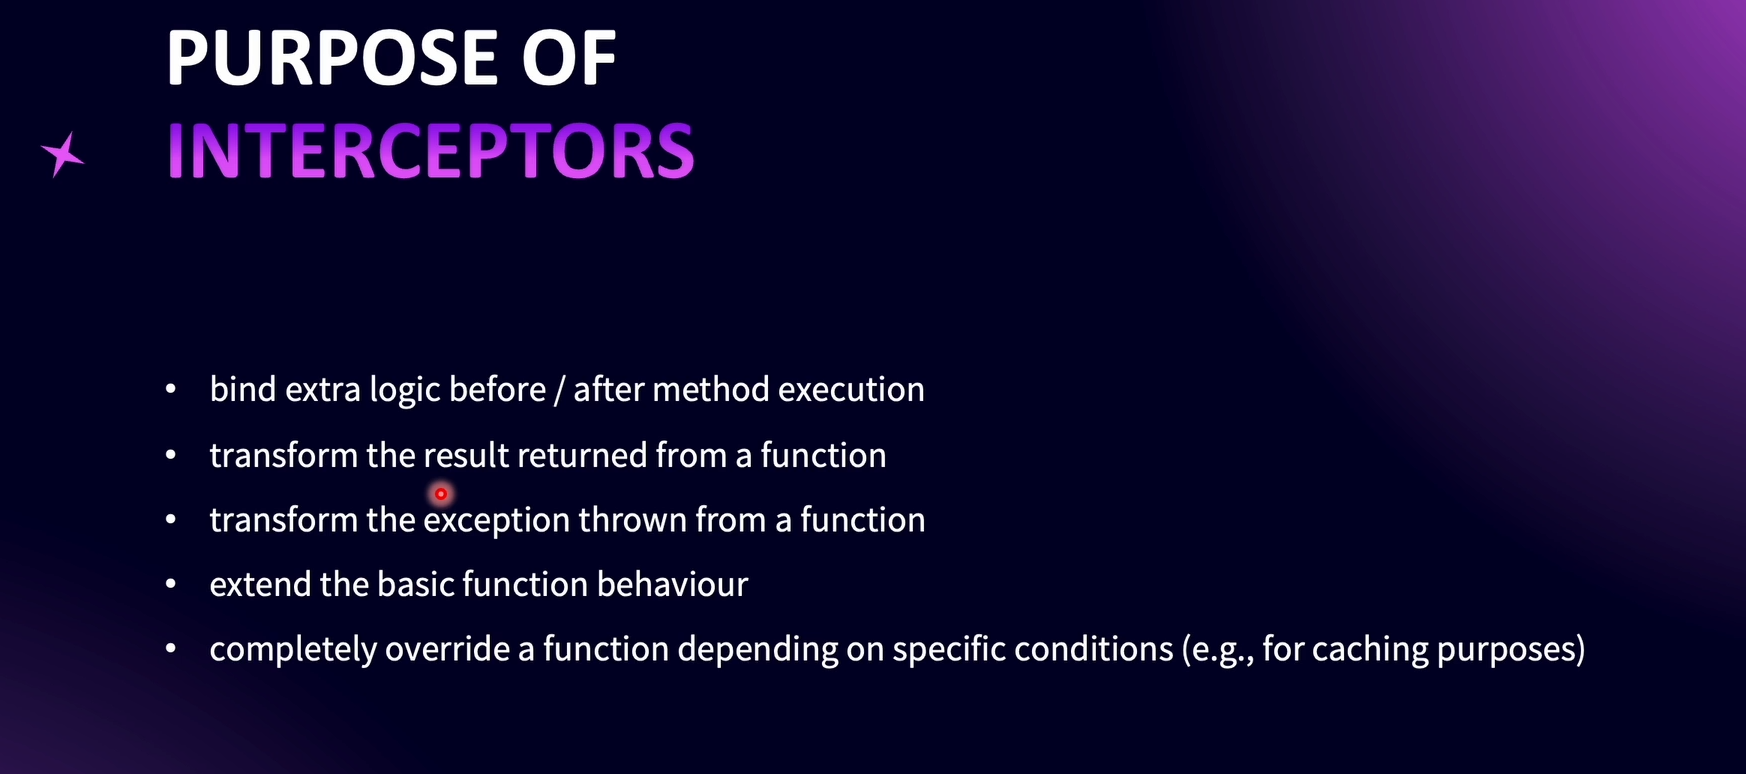 PURPOSE OF
INTERCEPTORS
• bind extra logic before / after method execution
• transform the result returned from a function
• transform the exception thrown from a function
• extend the basic function behaviour
• completely override a function depending on specific conditions (e.g., for caching purposes)